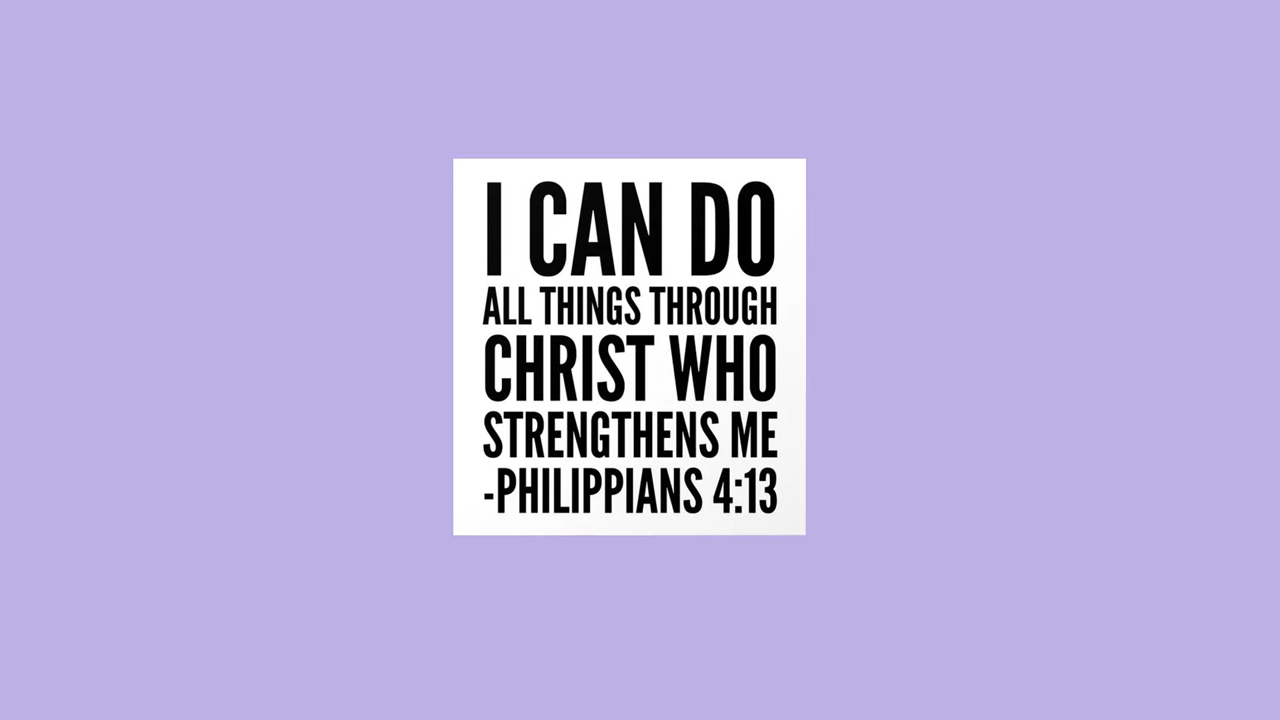 I CAN DO
ALL THINGS THROUGH
CHRIST WHO
STRENGTHENS ME
-PHILIPPIANS 4:13